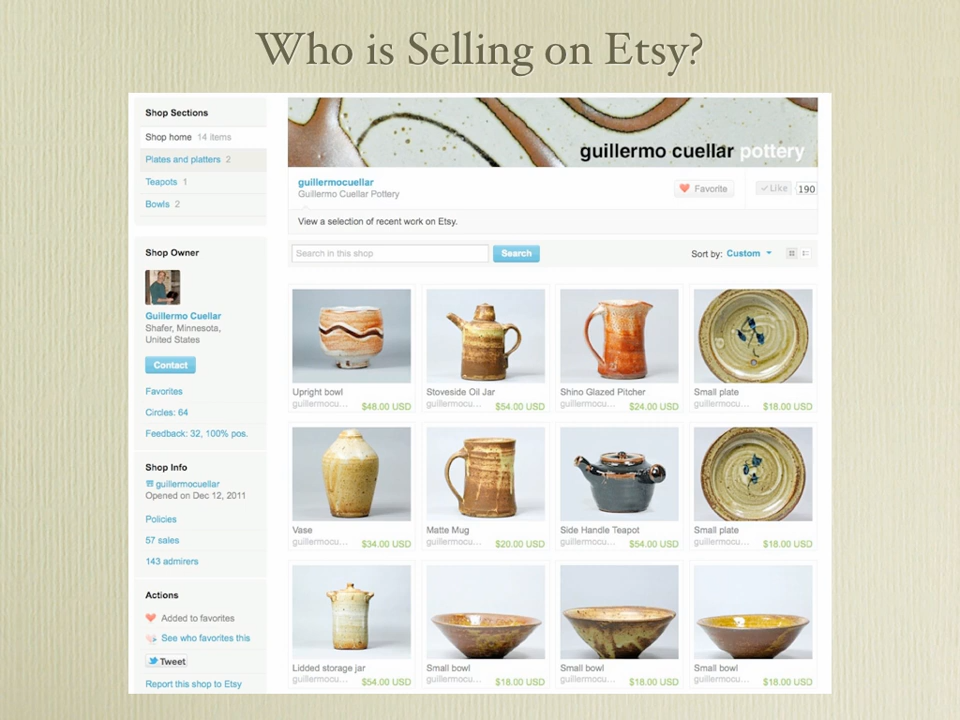 Who is Selling on Etsy?
Shop Sections
Shop home 14 items
Plates and platters 2
Teapots 1
Bowls 2
Shop Owner
Guillermo Cuellar
Shafer, Minnesota,
United States
Contact
Favorites
Circles: 64
Feedback: 32, 100% pos.
Shop Info
guillermocuellar
Opened on Dec 12, 2011
Policies
57 sales
143 admirers
Actions
Added to favorites
See who favorites this
Tweet
Report this shop to Etsy
guillermo cuellar pottery
guillermocuellar
Guillermo Cuellar Pottery
Favorite
Like 190
View a selection of recent work on Etsy.
Search in this shop
Search
Sort by: Custom
Upright bowl
guillermocu... $48.00 USD
Stoveside Oil Jar
guillermocu... $54.00 USD
Shino Glazed Pitcher
guillermocu... $24.00 USD
Small plate
guillermocu... $18.00 USD
Vase
guillermocu... $34.00 USD
Matte Mug
guillermocu... $20.00 USD
Side Handle Teapot
guillermocu... $54.00 USD
Small plate
guillermocu... $18.00 USD
Lidded storage jar
guillermocu... $54.00 USD
Small bowl
guillermocu... $18.00 USD
Small bowl
guillermocu... $18.00 USD
Small bowl
guillermocu... $18.00 USD